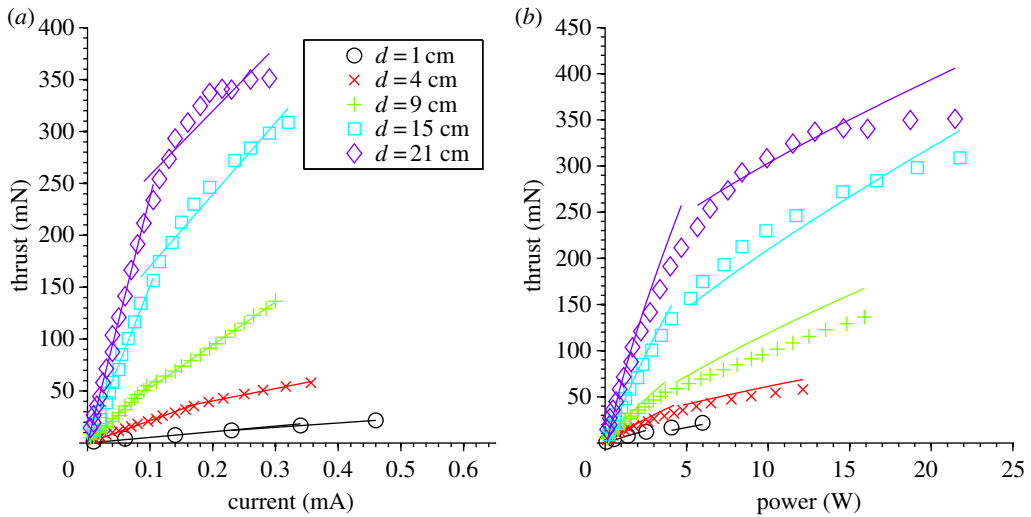 (a)
400
350
300
250
200
150
100
50
0
0.1
0.2
0.3
0.4
0.5
0.6
thrust (mN)
current (mA)
d = 1 cm
d = 4 cm
d = 9 cm
d = 15 cm
d = 21 cm
(b)
450
400
350
300
250
200
150
100
50
0
5
10
15
20
25
thrust (mN)
power (W)